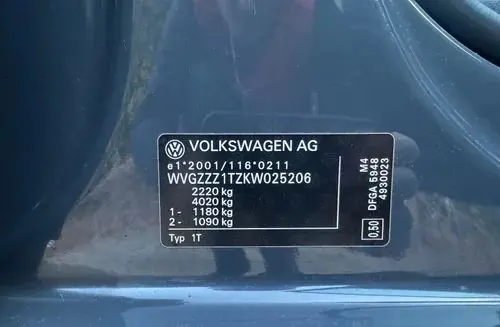 VOLKSWAGEN AG
e1*2001/116*0211
WVGZZZ1TZKW025206
2220 kg
4020 kg
1- 1180 kg
2- 1090 kg
Typ 1T
M4
DFGA 5948
4930023
0.50